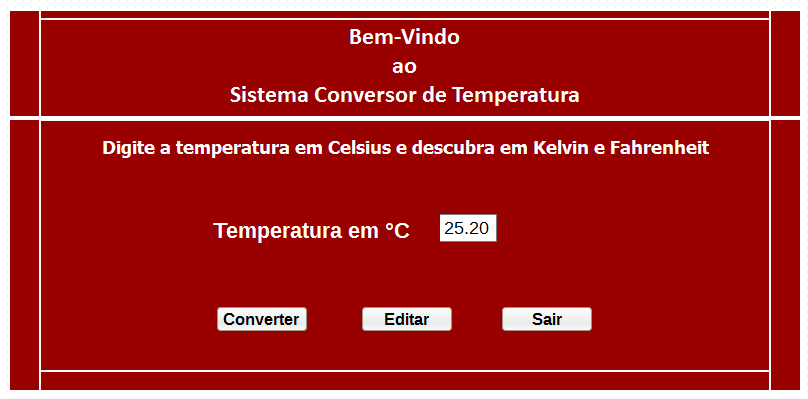 Bem-Vindo
ao
Sistema Conversor de Temperatura
Digite a temperatura em Celsius e descubra em Kelvin e Fahrenheit
Temperatura em °C 25.20
Converter Editar Sair